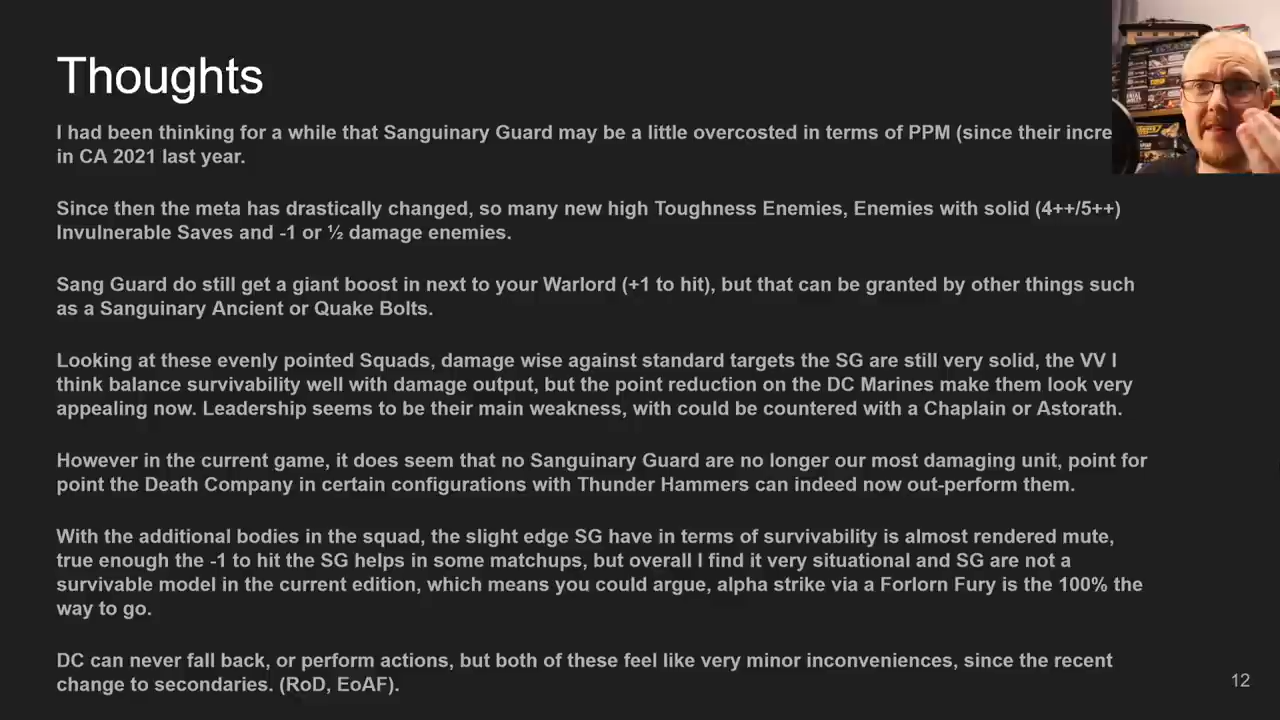 Thoughts
I had been thinking for a while that Sanguinary Guard may be a little overcosted in terms of PPM (since their incre
in CA 2021 last year.
Since then the meta has drastically changed, so many new high Toughness Enemies, Enemies with solid (4++/5++)
Invulnerable Saves and -1 or ½ damage enemies.
Sang Guard do still get a giant boost in next to your Warlord (+1 to hit), but that can be granted by other things such
as a Sanguinary Ancient or Quake Bolts.
Looking at these evenly pointed Squads, damage wise against standard targets the SG are still very solid, the VV I
think balance survivability well with damage output, but the point reduction on the DC Marines make them look very
appealing now. Leadership seems to be their main weakness, with could be countered with a Chaplain or Astorath.
However in the current game, it does seem that no Sanguinary Guard are no longer our most damaging unit, point for
point the Death Company in certain configurations with Thunder Hammers can indeed now out-perform them.
With the additional bodies in the squad, the slight edge SG have in terms of survivability is almost rendered mute,
true enough the -1 to hit the SG helps in some matchups, but overall I find it very situational and SG are not a
survivable model in the current edition, which means you could argue, alpha strike via a Forlorn Fury is the 100% the
way to go.
DC can never fall back, or perform actions, but both of these feel like very minor inconveniences, since the recent
change to secondaries. (RoD, EoAF).
12